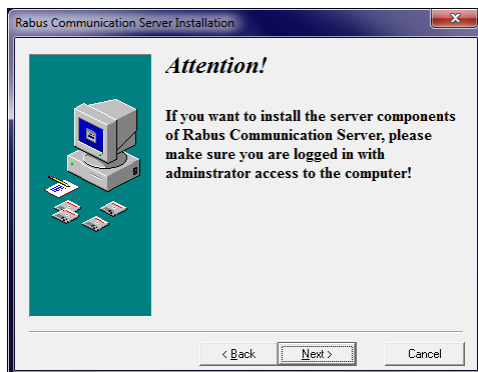 Rabus Communication Server Installation
Attention!
If you want to install the server components
of Rabus Communication Server, please
make sure you are logged in with
adminstrator access to the computer!
< Back Next > Cancel